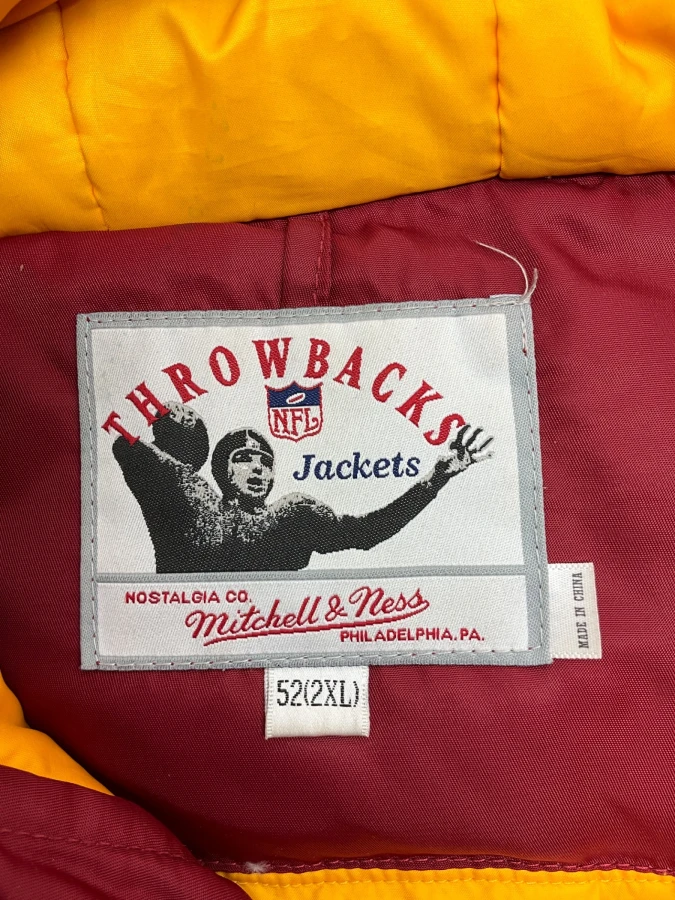 THROWBACKS
NFL
Jackets
NOSTALGIA CO.
Mitchell & Ness
PHILADELPHIA, PA.
MADE IN CHINA
52(2XL)